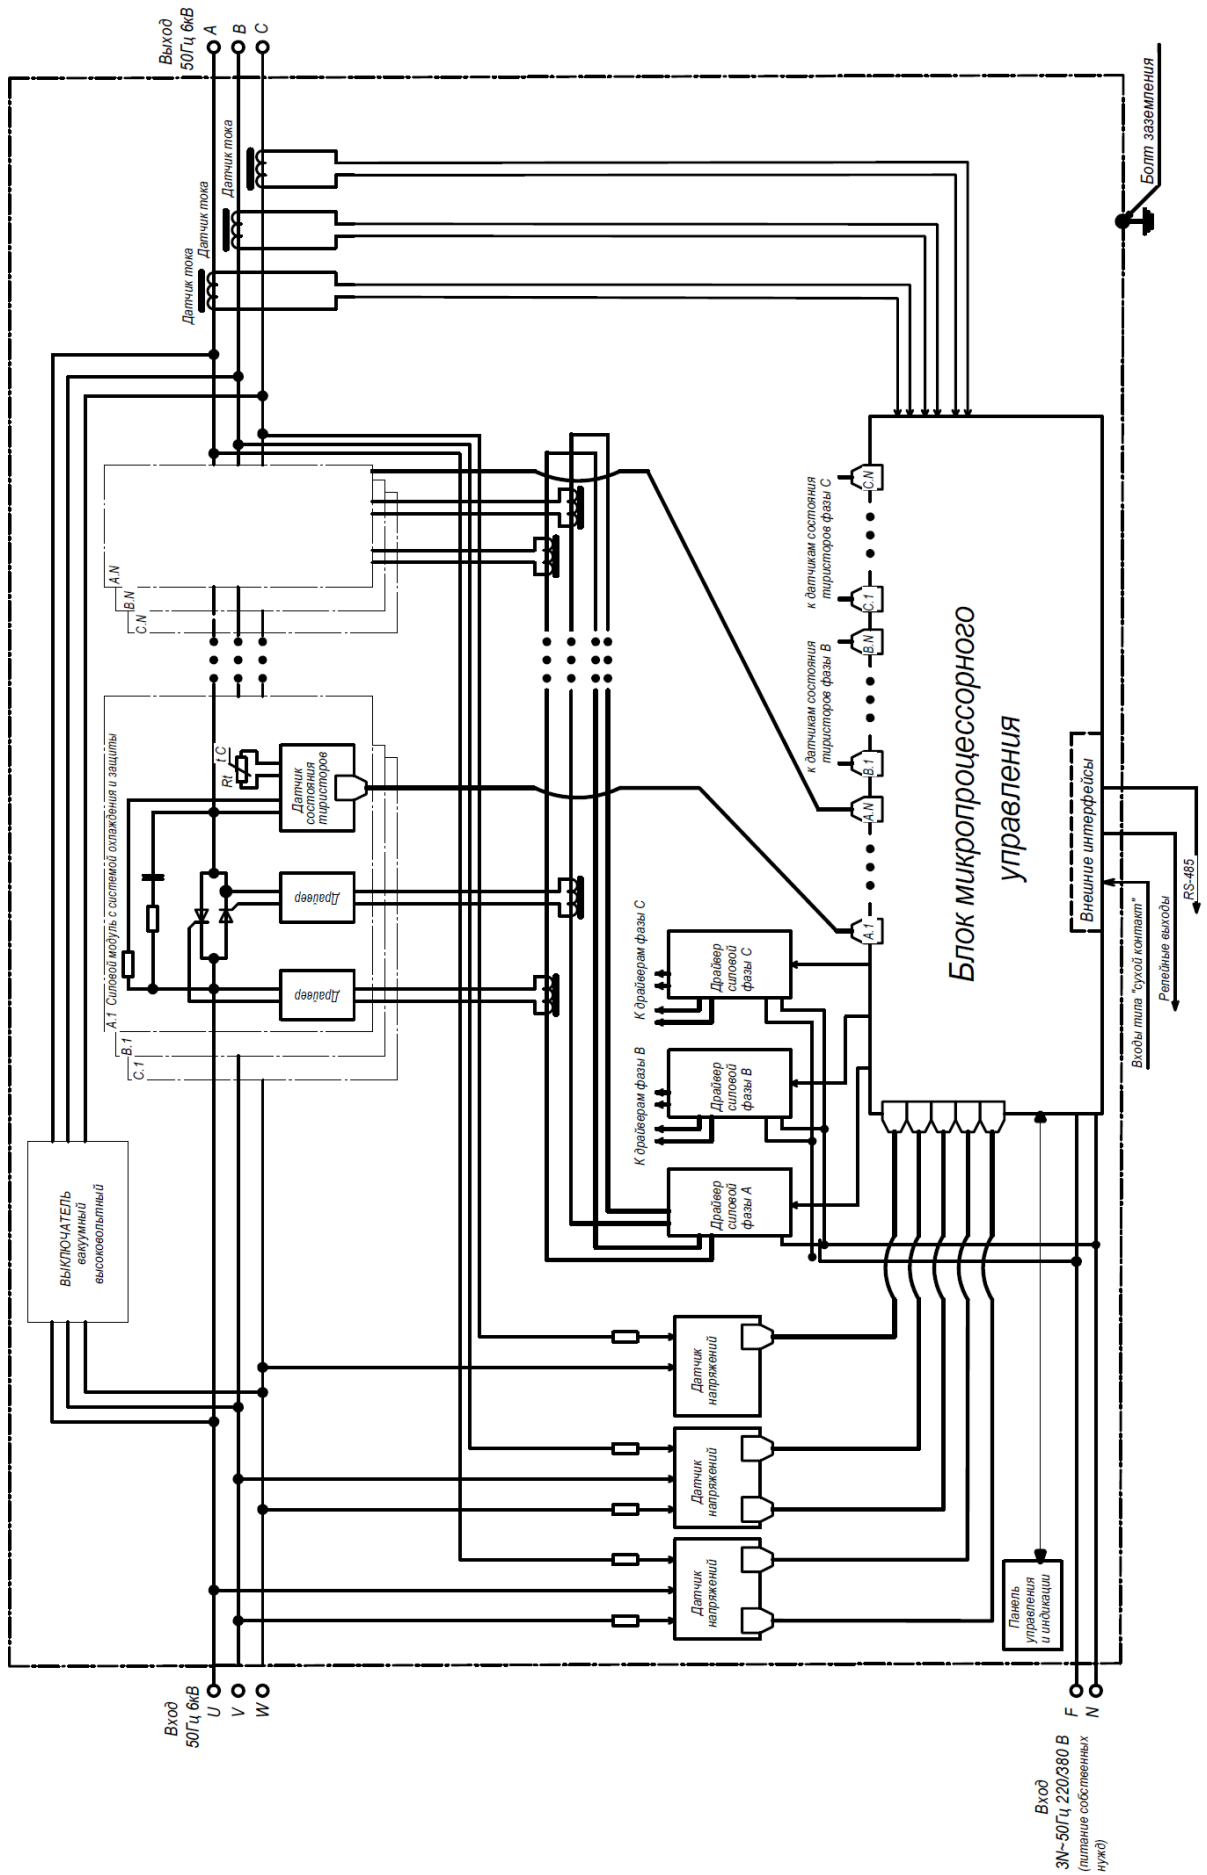 Выход
50Гц 6кВ
A
B
C
Датчик тока
Датчик тока
Датчик тока
Болт заземления
A.N
B.N
C.N
A.1 Силовой модуль с системой охлаждения и защиты
B.1
C.1
Rt
t C
Датчик
состояния
тиристоров
Драйвер
Драйвер
ВЫКЛЮЧАТЕЛЬ
вакуумный
высоковольтный
к датчикам состояния
тиристоров фазы С
к датчикам состояния
тиристоров фазы В
C.N
C.1
B.N
B.1
A.N
A.1
Блок микропроцессорного
управления
Внешние интерфейсы
RS-485
Релейные выходы
Входы типа "сухой контакт"
К драйверам фазы С
Драйвер
силовой
фазы С
К драйверам фазы В
Драйвер
силовой
фазы В
Драйвер
силовой
фазы А
Датчик
напряжений
Датчик
напряжений
Датчик
напряжений
Панель
управления
и индикации
Вход
50Гц 6кВ
U
V
W
F
N
Вход
3N~50Гц 220/380 В
(питание собственных
нужд)